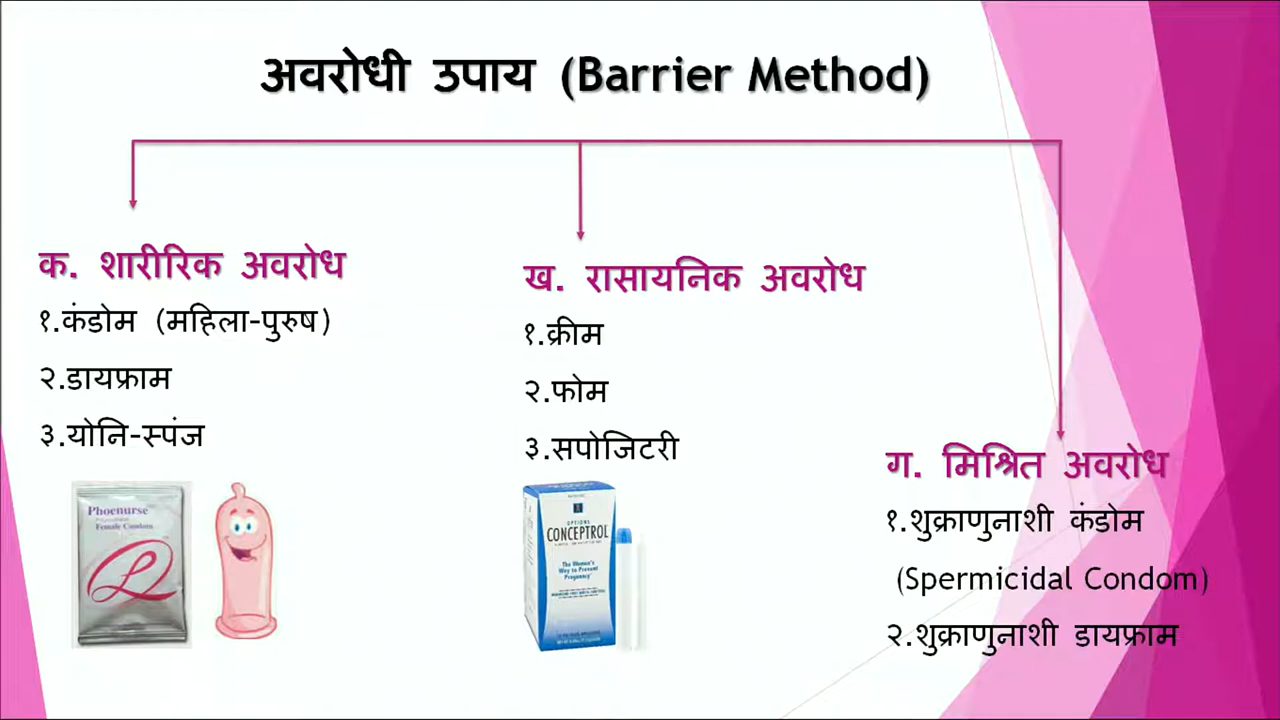 अवरोधी उपाय (Barrier Method)
क. शारीरिक अवरोध
१.कंडोम (महिला-पुरुष)
२.डायफ्राम
३.योनि-स्पंज
Phoenurse
Female Condom
ख. रासायनिक अवरोध
१.क्रीम
२.फोम
३.सपोजिटरी
OPTIONS
CONCEPTROL
The Women's
Way to Prevent
Pregnancy
ग. मिश्रित अवरोध
१.शुक्राणुनाशी कंडोम
(Spermicidal Condom)
२.शुक्राणुनाशी डायफ्राम